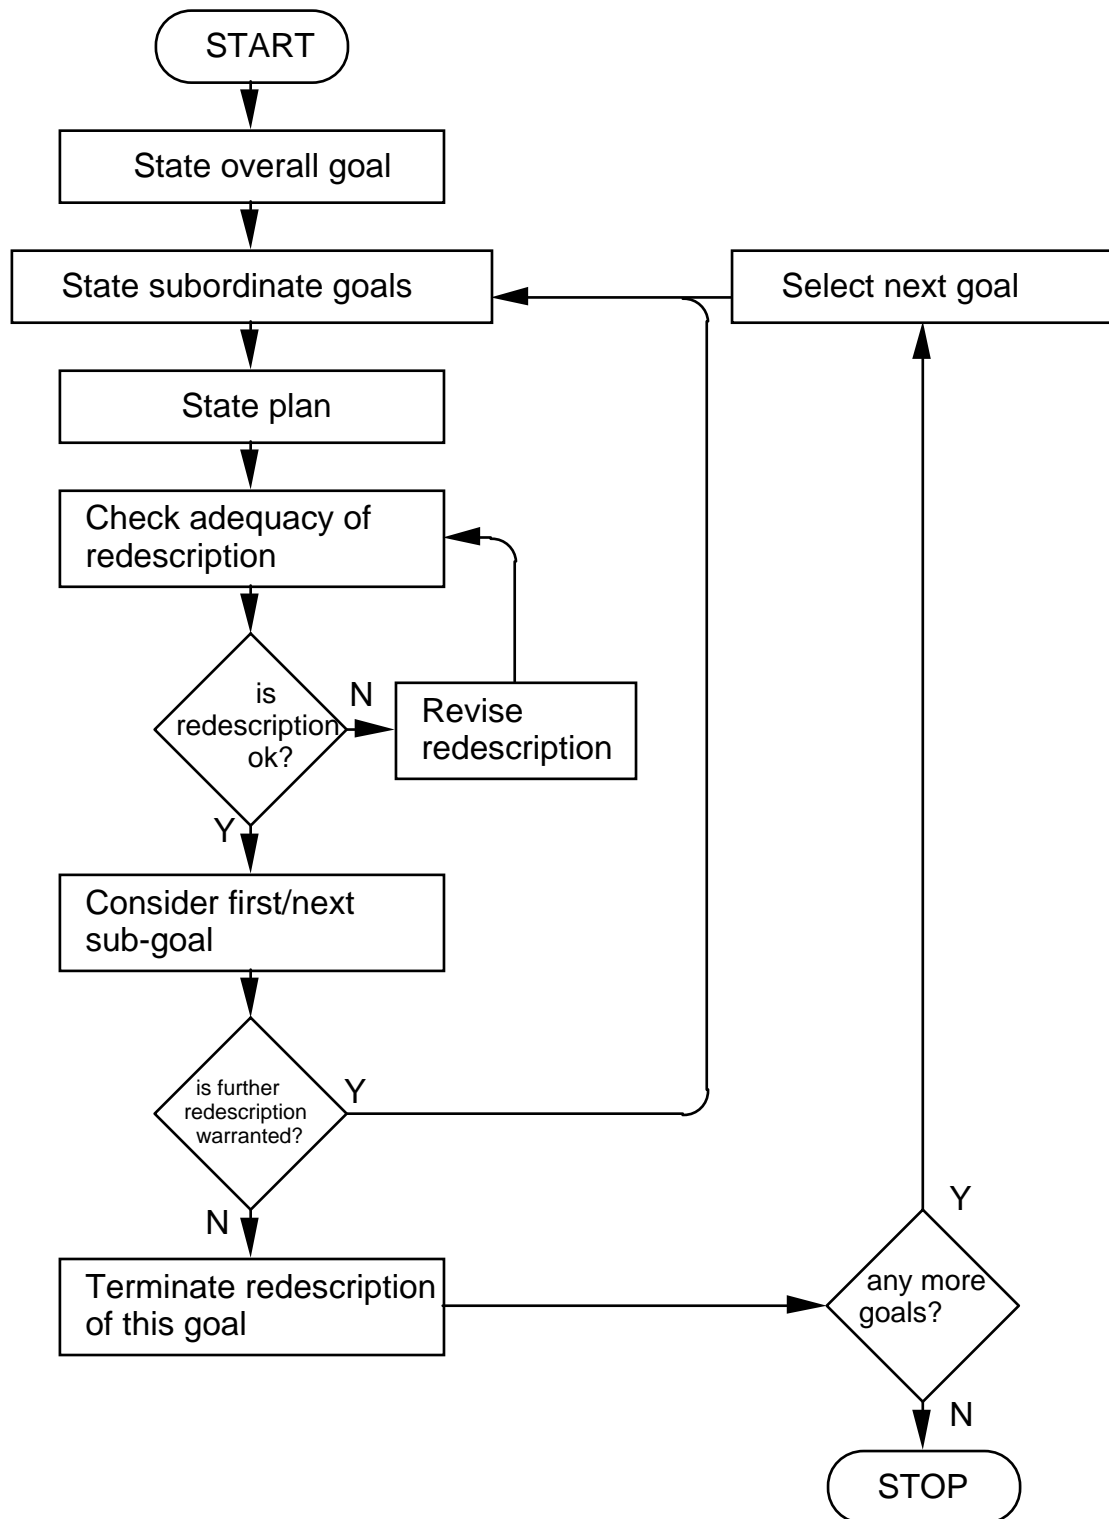 START
State overall goal
State subordinate goals
Select next goal
State plan
Check adequacy of
redescription
is
redescription
ok?
N
Revise
redescription
Y
Consider first/next
sub-goal
is further
redescription
warranted?
Y
N
Terminate redescription
of this goal
Y
any more
goals?
N
STOP